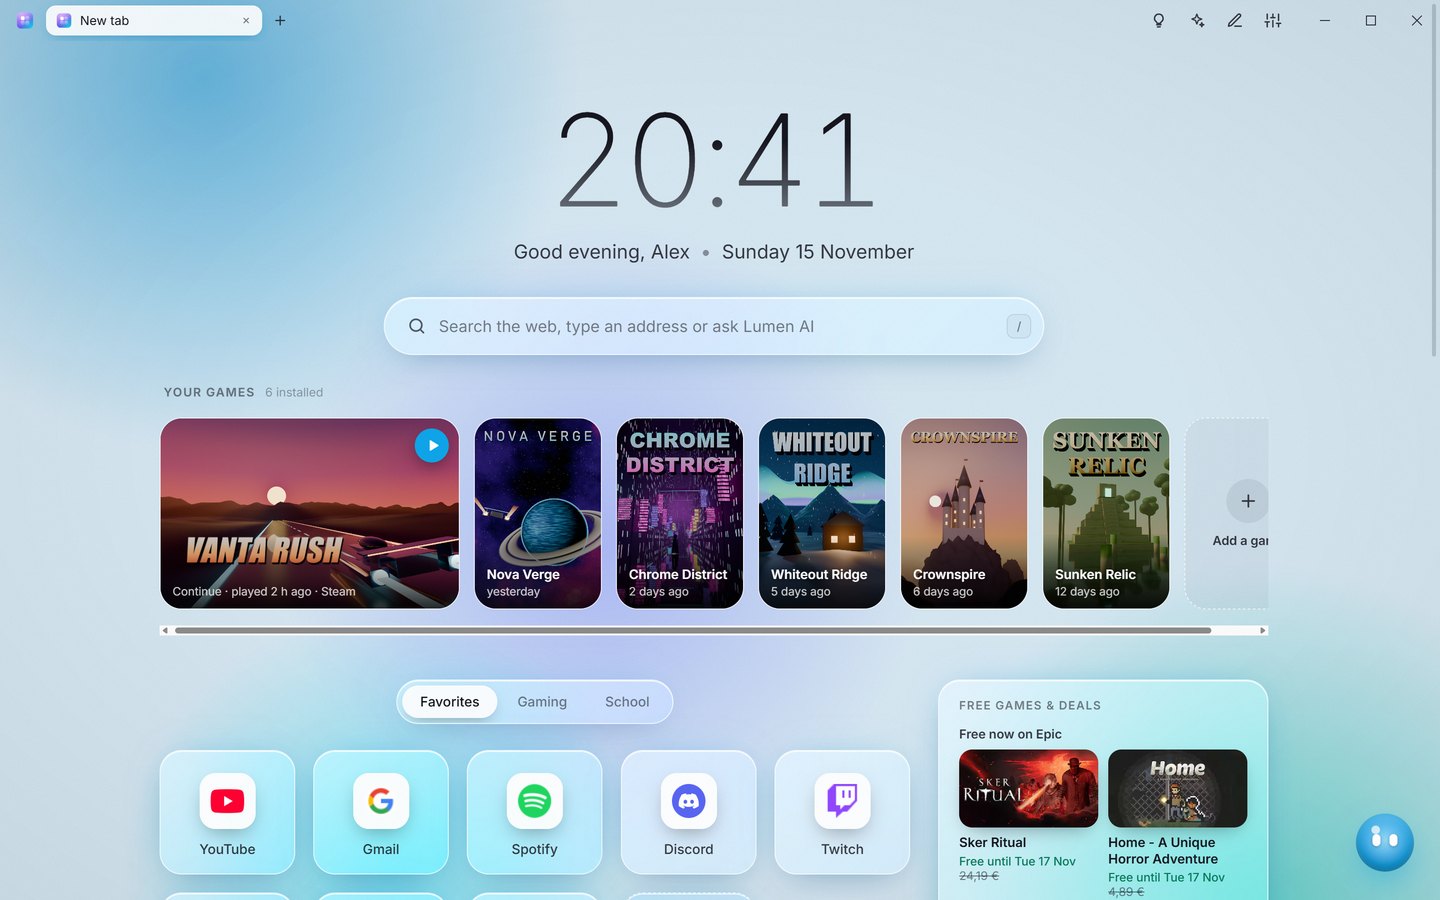 New tab
20:41
Good evening, Alex • Sunday 15 November
Search the web, type an address or ask Lumen AI
/
YOUR GAMES 6 installed
VANTA RUSH
Continue · played 2 h ago · Steam
NOVA VERGE
Nova Verge
yesterday
CHROME
DISTRICT
Chrome District
2 days ago
WHITEOUT
RIDGE
Whiteout Ridge
5 days ago
CROWNSPIRE
Crownspire
6 days ago
SUNKEN
RELIC
Sunken Relic
12 days ago
Add a gar
Favorites
Gaming
School
YouTube
Gmail
Spotify
Discord
Twitch
FREE GAMES & DEALS
Free now on Epic
SKER
RITUAL
Sker Ritual
Free until Tue 17 Nov
24,19 €
Home
Home - A Unique
Horror Adventure
Free until Tue 17 Nov
4,89 €